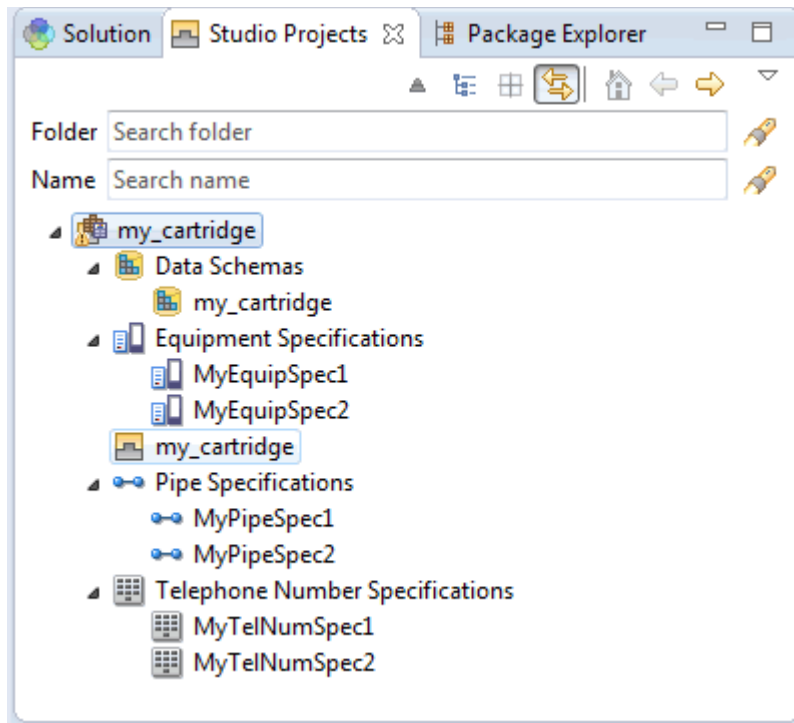 Solution Studio Projects Package Explorer
Folder Search folder
Name Search name
my_cartridge
Data Schemas
my_cartridge
Equipment Specifications
MyEquipSpec1
MyEquipSpec2
my_cartridge
Pipe Specifications
MyPipeSpec1
MyPipeSpec2
Telephone Number Specifications
MyTelNumSpec1
MyTelNumSpec2